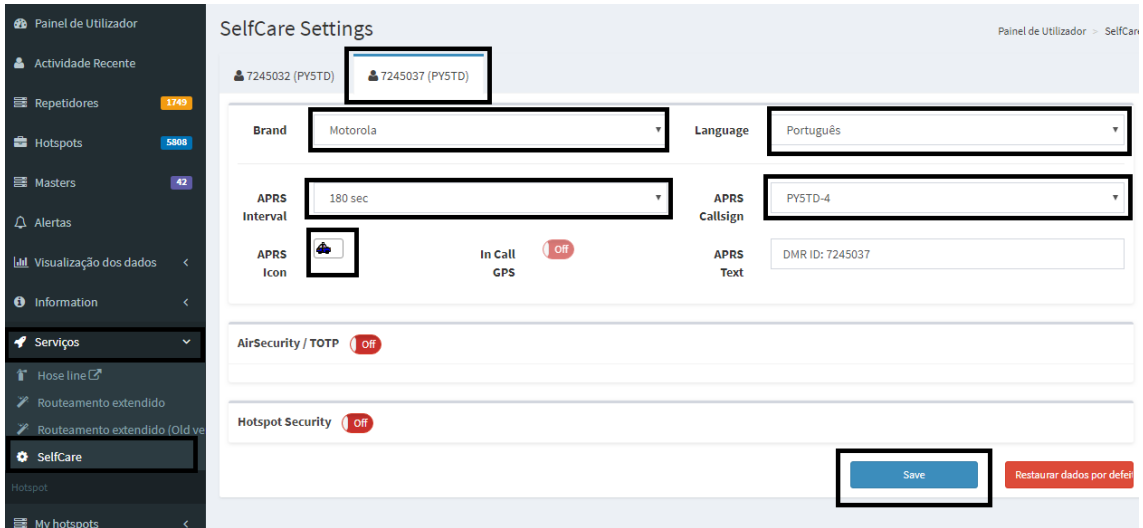 Painel de Utilizador
Actividade Recente
Repetidores 1749
Hotspots 5808
Masters 42
Alertas
Visualização dos dados
Information
Serviços
Hose line
Routeamento extendido
Routeamento extendido (Old ve
SelfCare
Hotspot
My hotspots
SelfCare Settings
Painel de Utilizador > SelfCare
7245032 (PY5TD) 7245037 (PY5TD)
Brand Motorola Language Português
APRS Interval 180 sec APRS Callsign PY5TD-4
APRS Icon In Call GPS Off APRS Text DMR ID: 7245037
AirSecurity / TOTP Off
Hotspot Security Off
Save Restaurar dados por defeit